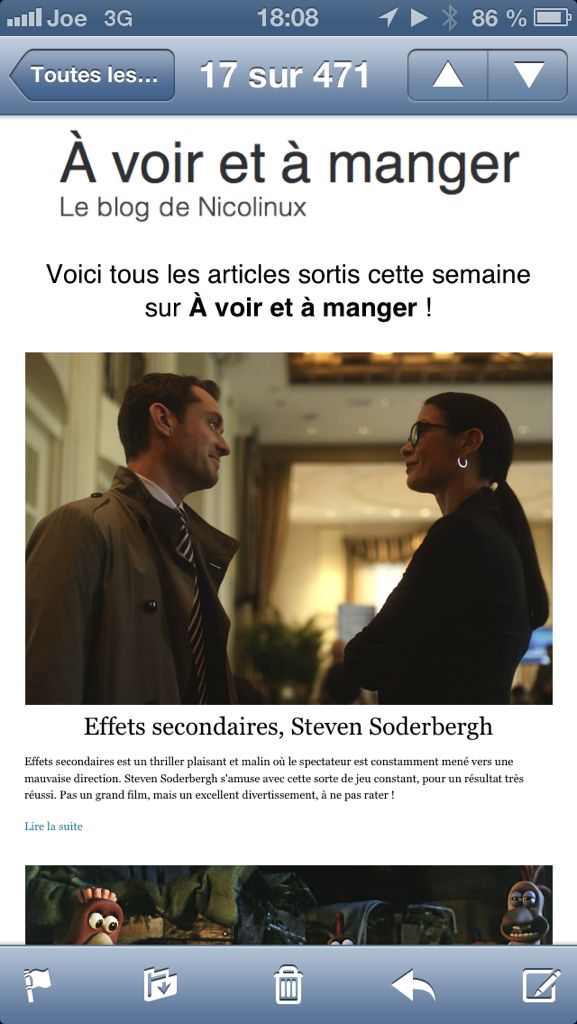 Joe 3G 18:08 86 %
Toutes les... 17 sur 471
À voir et à manger
Le blog de Nicolinux
Voici tous les articles sortis cette semaine
sur À voir et à manger !
Effets secondaires, Steven Soderbergh
Effets secondaires est un thriller plaisant et malin où le spectateur est constamment mené vers une
mauvaise direction. Steven Soderbergh s'amuse avec cette sorte de jeu constant, pour un résultat très
réussi. Pas un grand film, mais un excellent divertissement, à ne pas rater !
Lire la suite